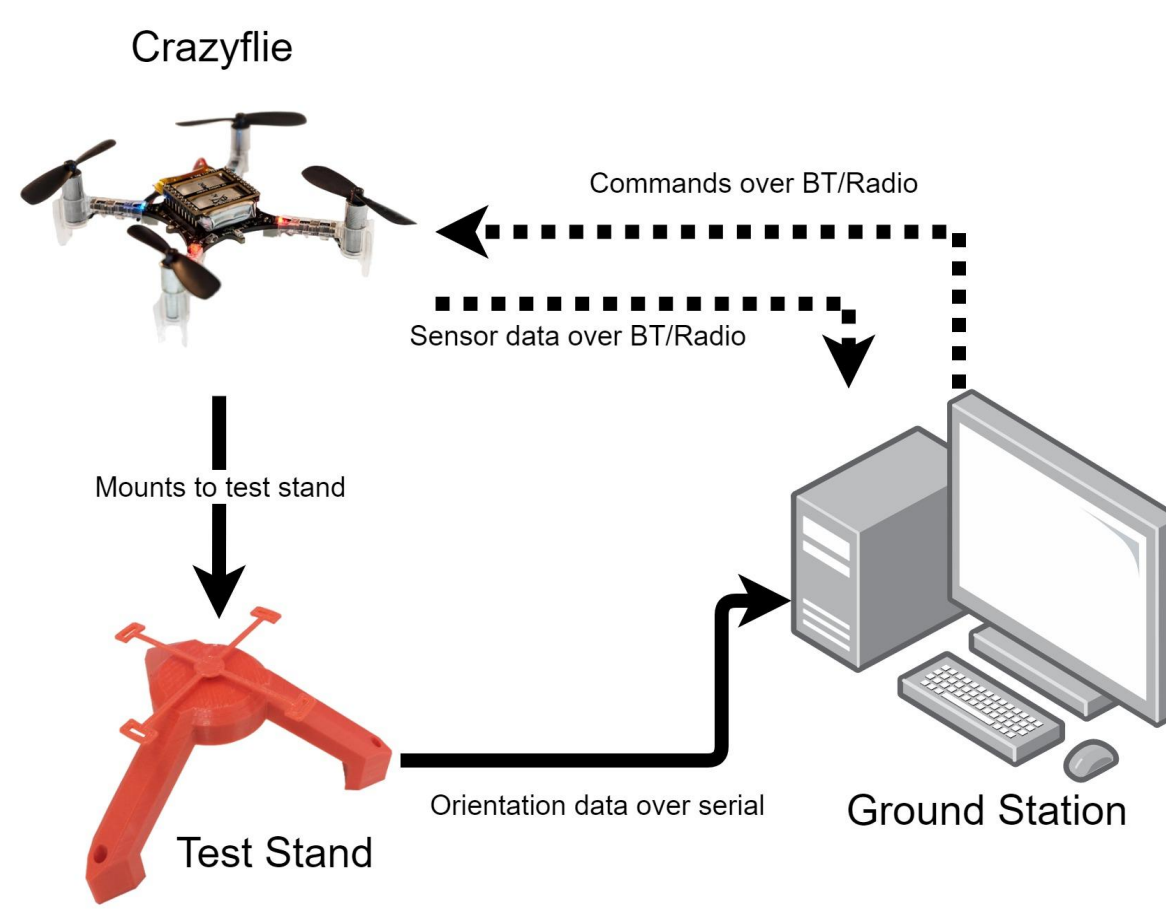 Crazyflie
Commands over BT/Radio
Sensor data over BT/Radio
Mounts to test stand
Orientation data over serial
Ground Station
Test Stand